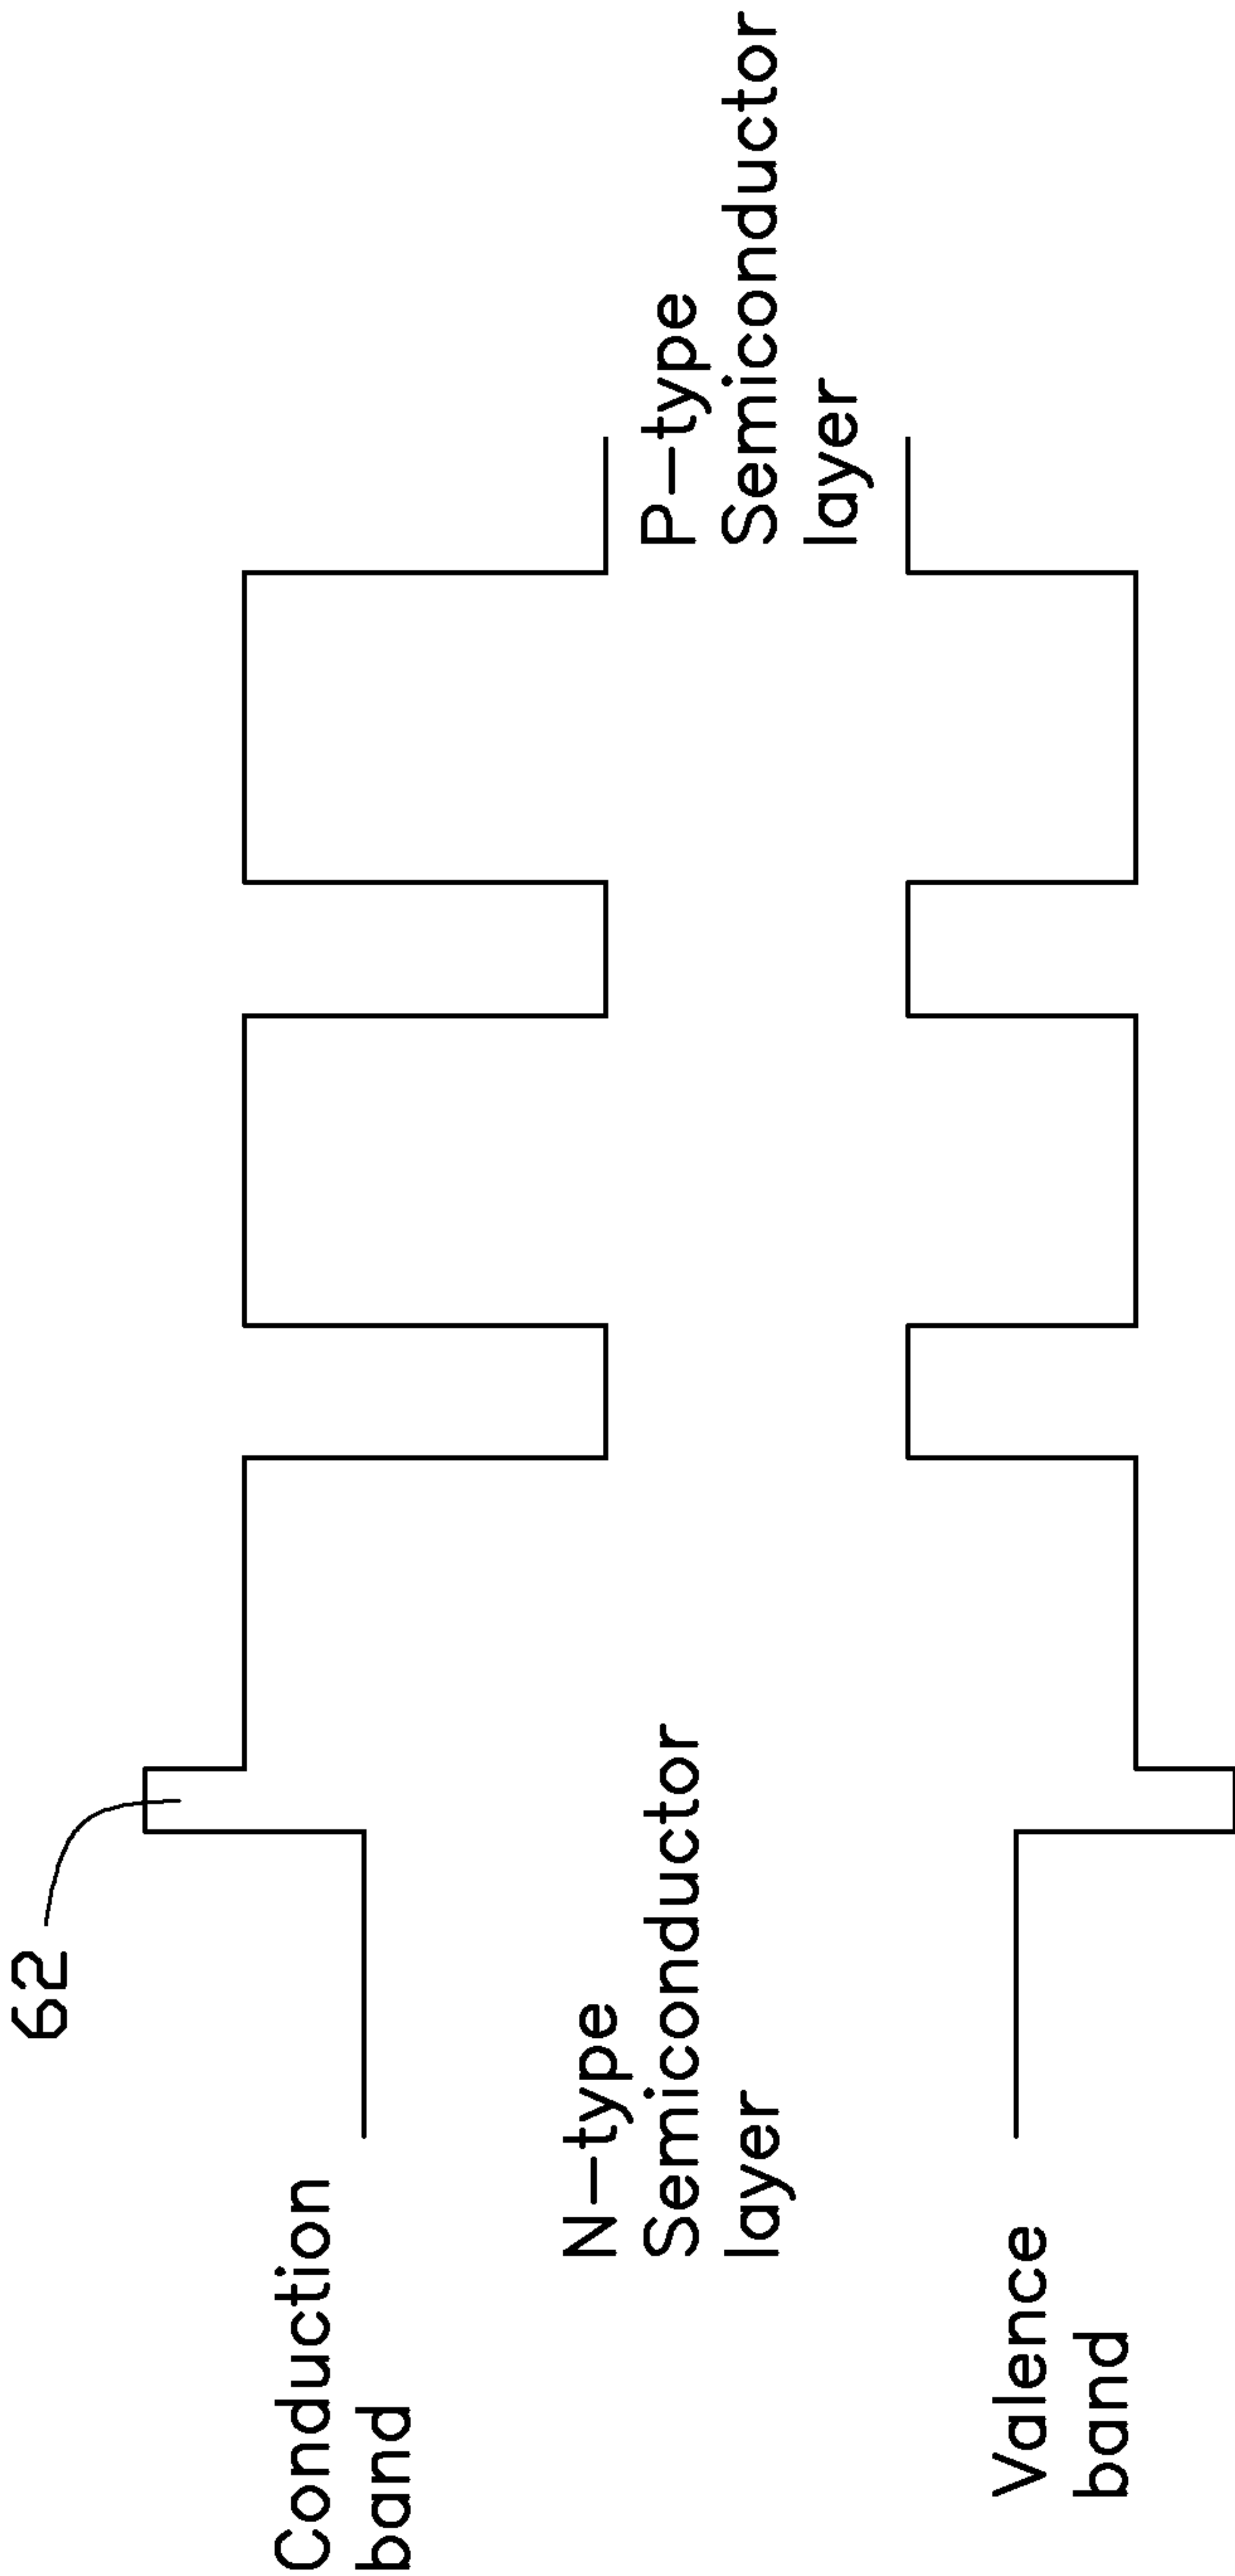 62
Conduction
band
N-type
Semiconductor
layer
P-type
Semiconductor
layer
Valence
band